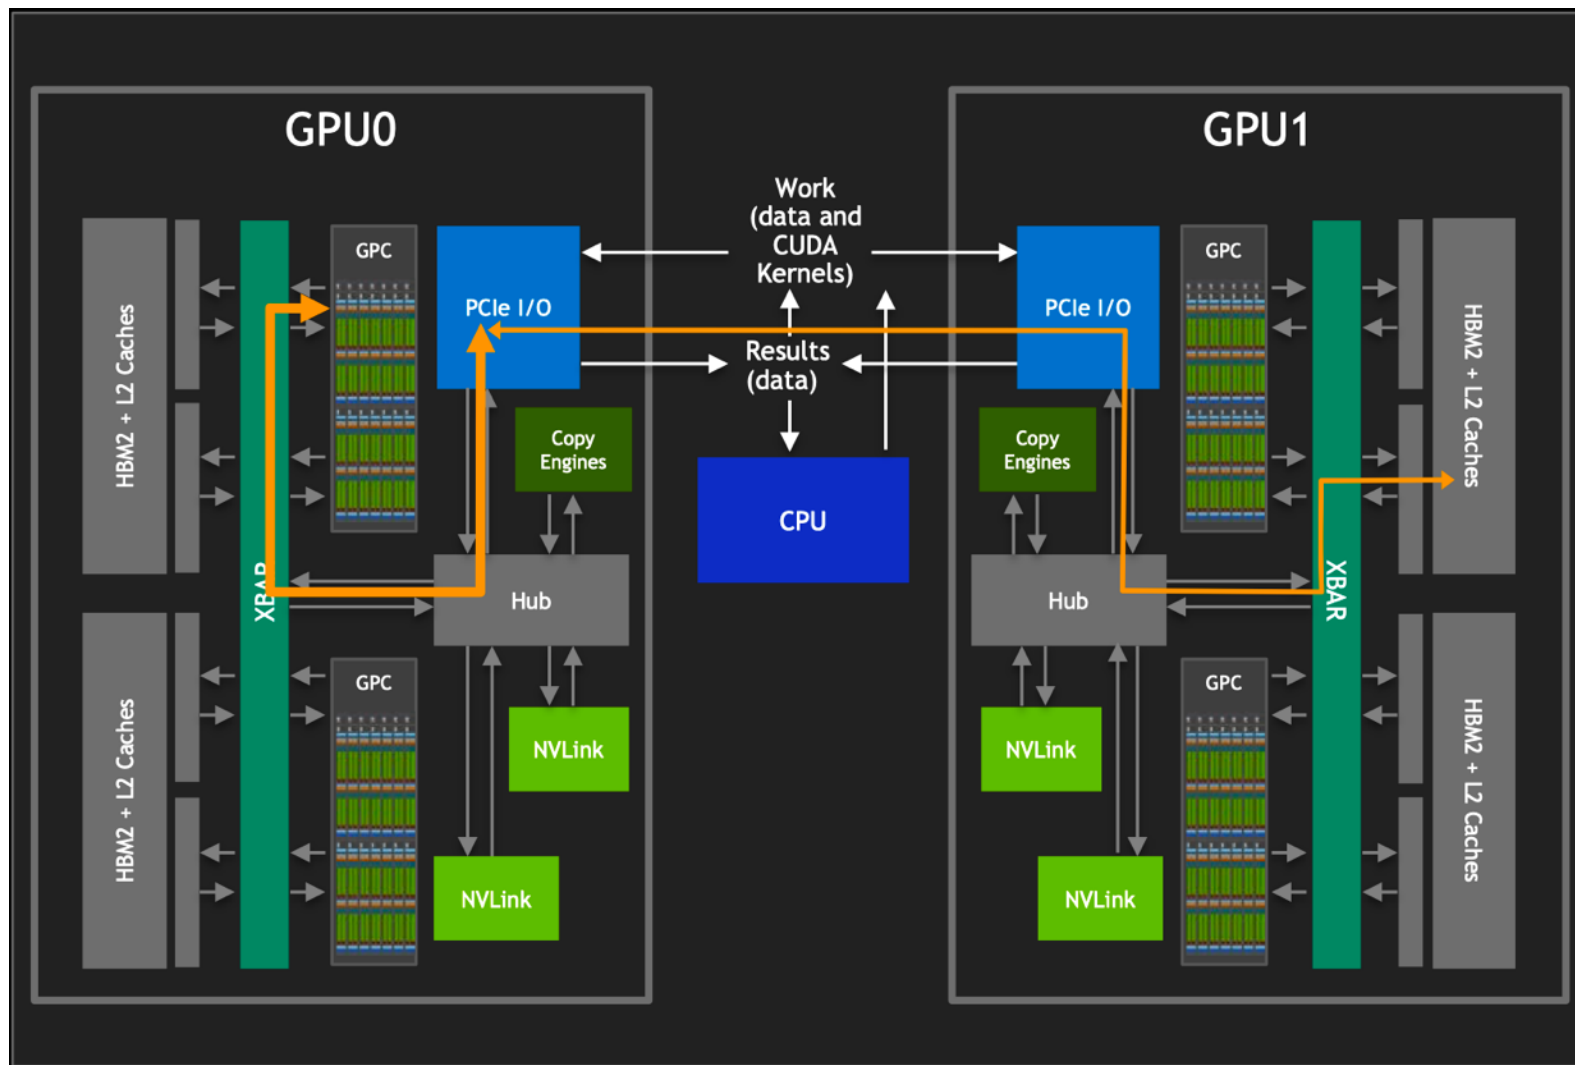 GPU0
HBM2 + L2 Caches
HBM2 + L2 Caches
XBAR
GPC
GPC
PCIe I/O
Copy
Engines
Hub
NVLink
NVLink
Work
(data and
CUDA
Kernels)
Results
(data)
CPU
GPU1
PCIe I/O
Copy
Engines
Hub
NVLink
NVLink
GPC
GPC
XBAR
HBM2 + L2 Caches
HBM2 + L2 Caches